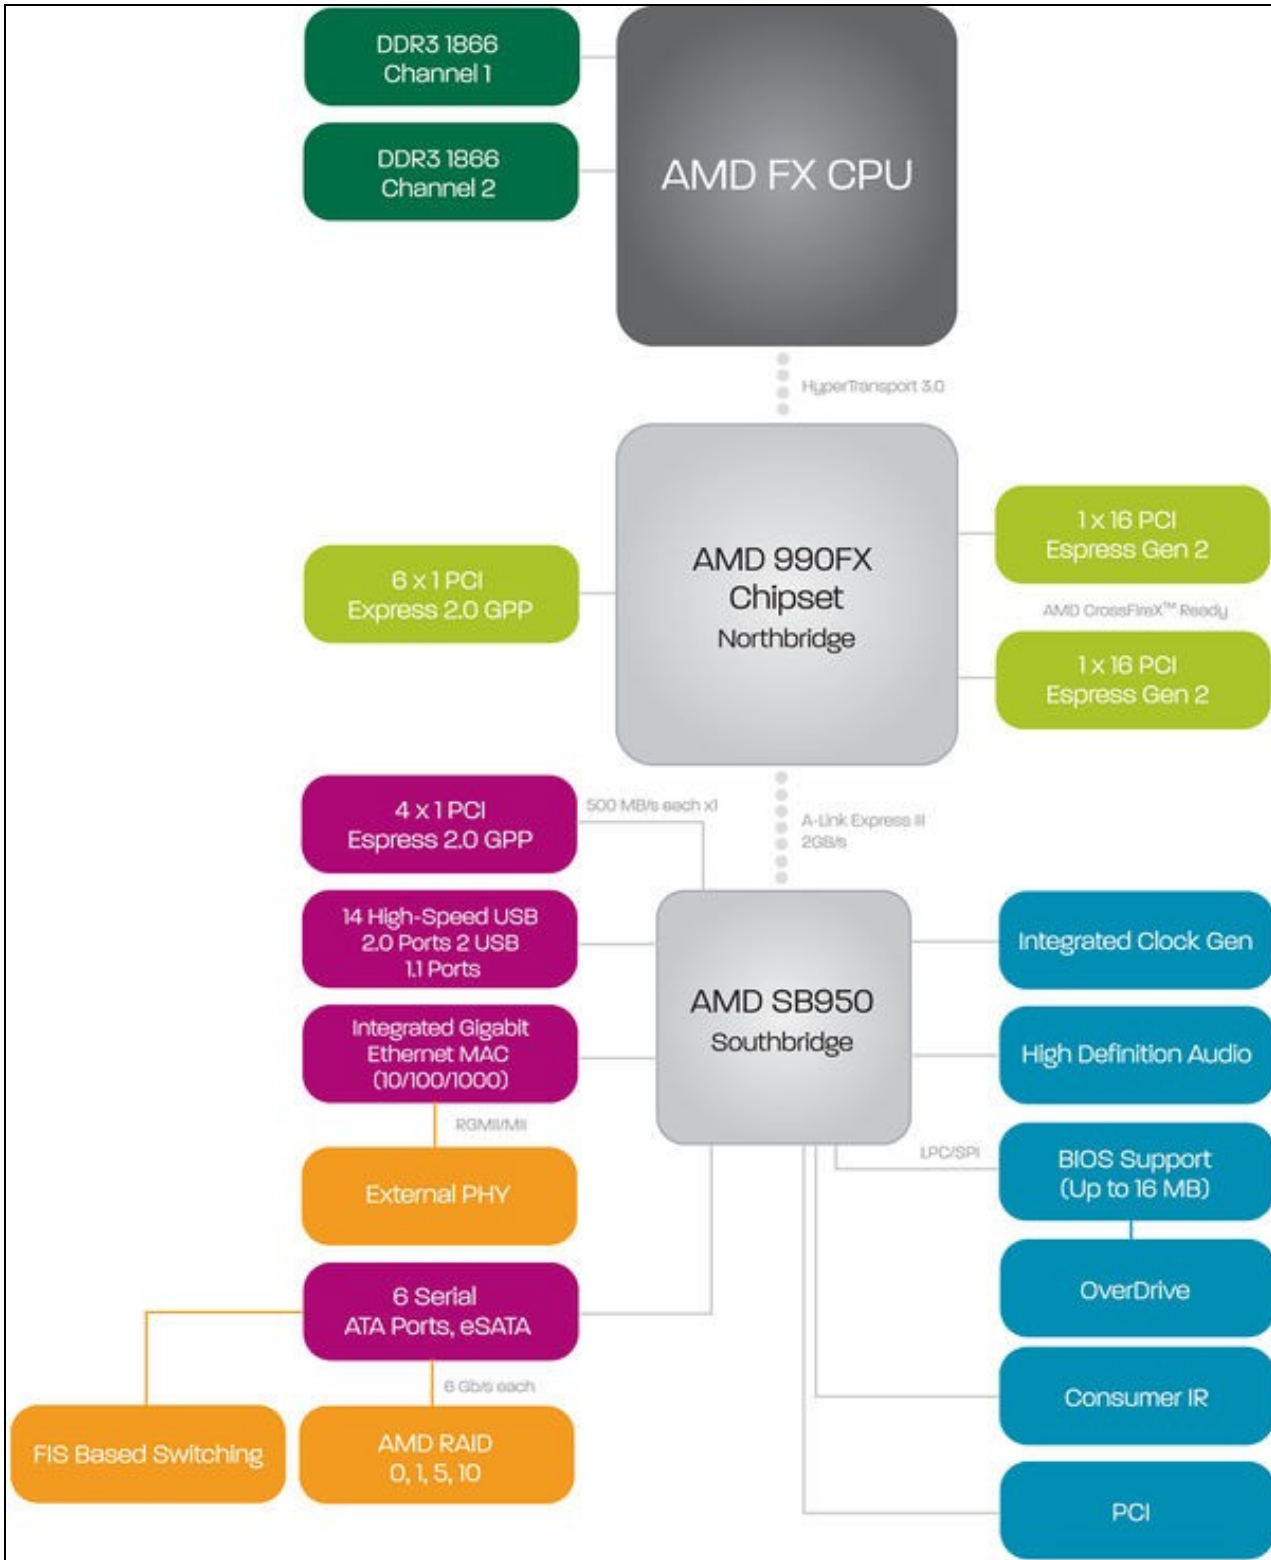 DDR3 1866
Channel 1
DDR3 1866
Channel 2
AMD FX CPU
HyperTransport 3.0
6 x 1 PCI
Express 2.0 GPP
AMD 990FX
Chipset
Northbridge
1 x 16 PCI
Espress Gen 2
AMD CrossFireX™ Ready
1 x 16 PCI
Espress Gen 2
4 x 1 PCI
Espress 2.0 GPP
500 MB/s each x1
A-Link Express III
2GB/s
14 High-Speed USB
2.0 Ports 2 USB
1.1 Ports
Integrated Gigabit
Ethernet MAC
(10/100/1000)
RGMII/MII
External PHY
6 Serial
ATA Ports, eSATA
6 Gb/s each
FIS Based Switching
AMD RAID
0, 1, 5, 10
AMD SB950
Southbridge
Integrated Clock Gen
High Definition Audio
LPC/SPI
BIOS Support
(Up to 16 MB)
OverDrive
Consumer IR
PCI